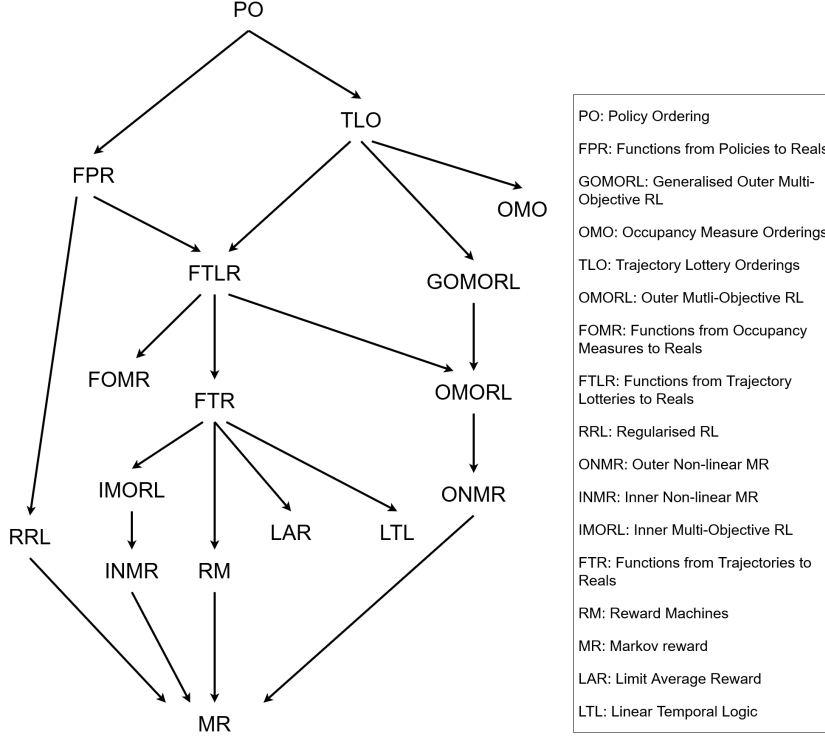 PO
TLO
FPR
OMO
FTLR
GOMORL
FOMR
FTR
OMORL
IMORL
ONMR
RRL
LAR
LTL
INMR
RM
MR
PO: Policy Ordering
FPR: Functions from Policies to Reals
GOMORL: Generalised Outer Multi-
Objective RL
OMO: Occupancy Measure Orderings
TLO: Trajectory Lottery Orderings
OMORL: Outer Mutli-Objective RL
FOMR: Functions from Occupancy
Measures to Reals
FTLR: Functions from Trajectory
Lotteries to Reals
RRL: Regularised RL
ONMR: Outer Non-linear MR
INMR: Inner Non-linear MR
IMORL: Inner Multi-Objective RL
FTR: Functions from Trajectories to
Reals
RM: Reward Machines
MR: Markov reward
LAR: Limit Average Reward
LTL: Linear Temporal Logic